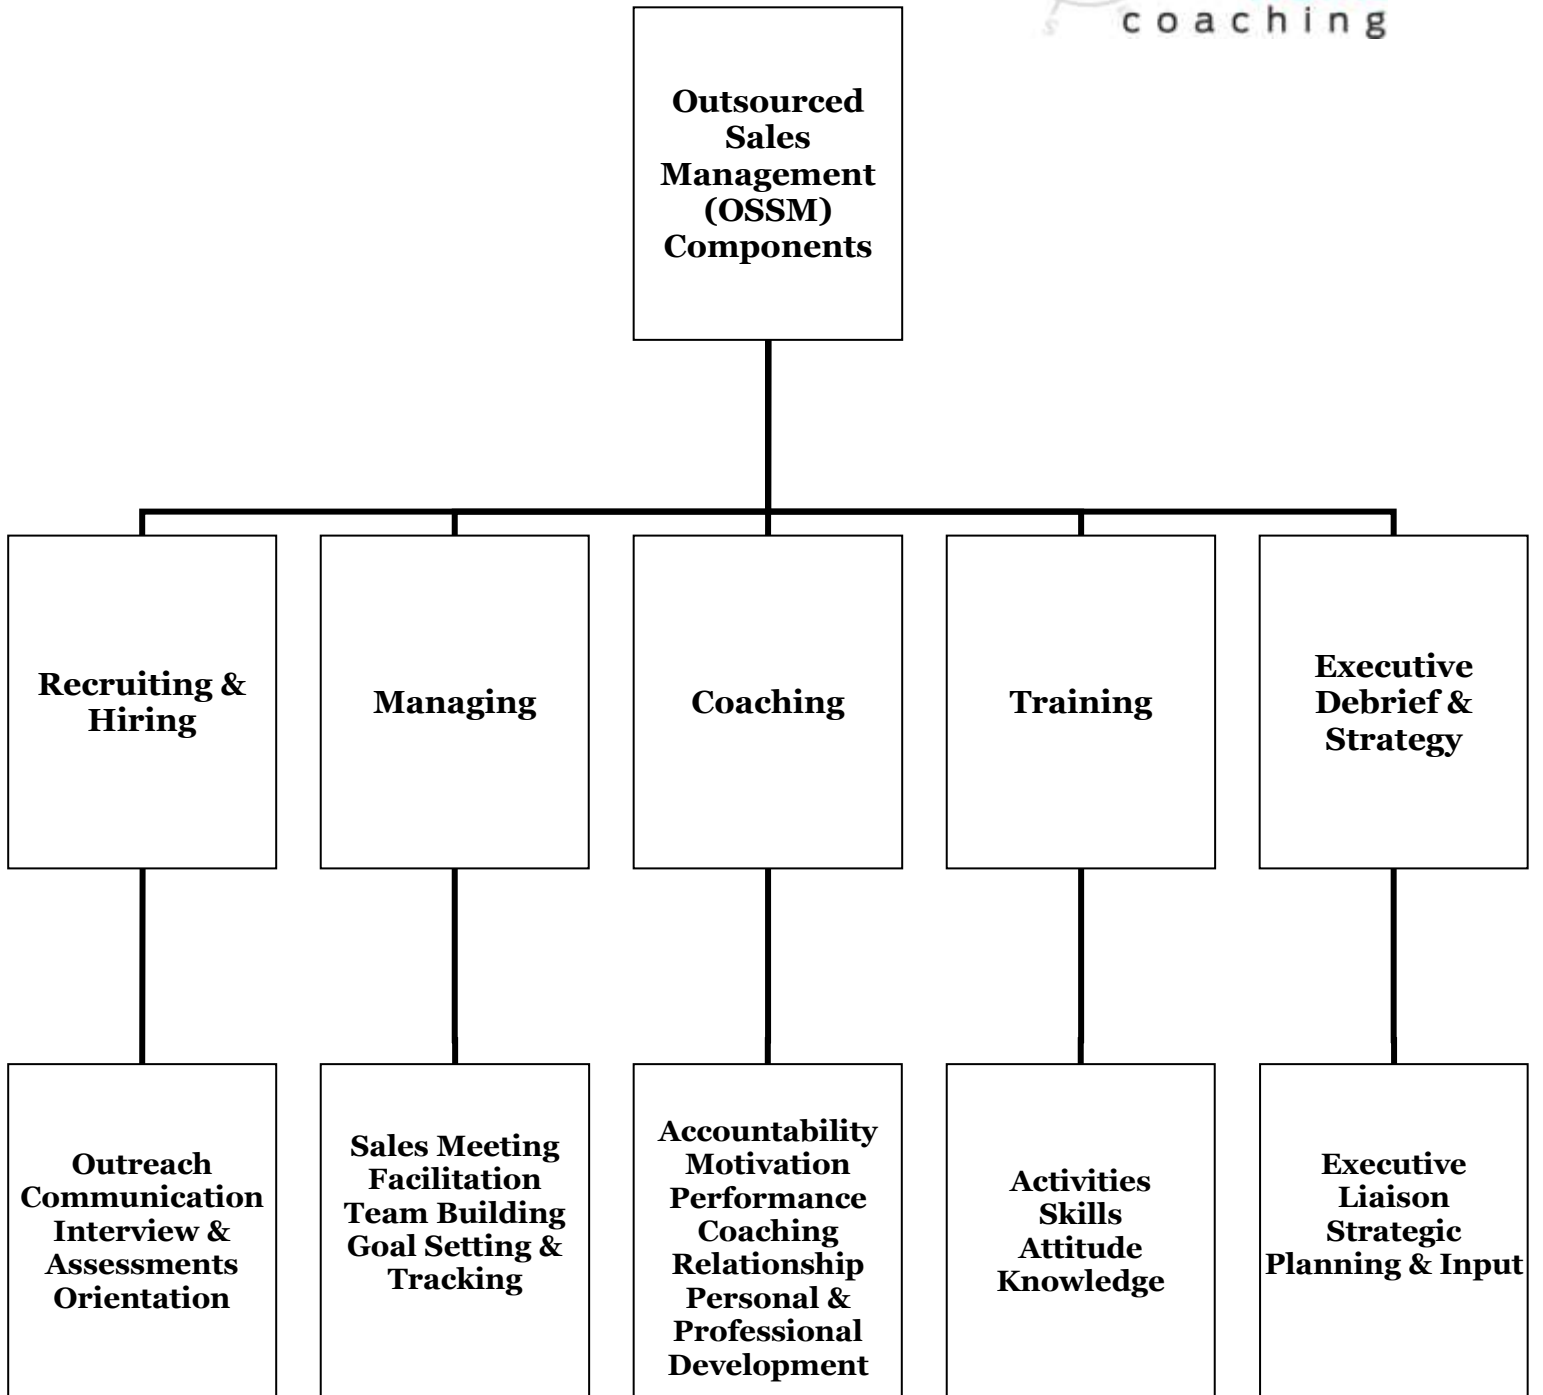 coaching
Outsourced
Sales
Management
(OSSM)
Components
Recruiting &
Hiring
Managing
Coaching
Training
Executive
Debrief &
Strategy
Outreach
Communication
Interview &
Assessments
Orientation
Sales Meeting
Facilitation
Team Building
Goal Setting &
Tracking
Accountability
Motivation
Performance
Coaching
Relationship
Personal &
Professional
Development
Activities
Skills
Attitude
Knowledge
Executive
Liaison
Strategic
Planning & Input